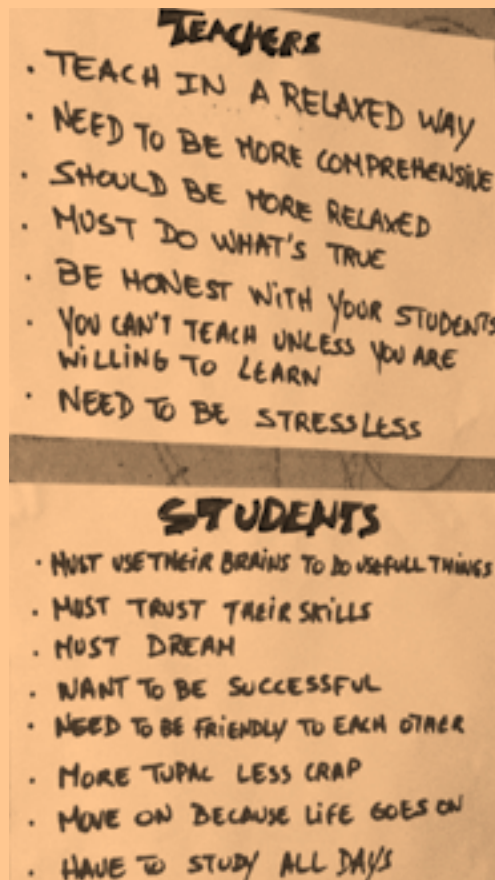 TEACHERS
· TEACH IN A RELAXED WAY
· NEED TO BE MORE COMPREHENSIVE
· SHOULD BE MORE RELAXED
· MUST DO WHAT'S TRUE
· BE HONEST WITH YOUR STUDENTS
· YOU CAN'T TEACH UNLESS YOU ARE
WILLING TO LEARN
· NEED TO BE STRESSLESS
STUDENTS
· MUST USE THEIR BRAINS TO DO USEFULL THINGS
· MUST TRUST THEIR SKILLS
· MUST DREAM
· WANT TO BE SUCCESSFUL
· NEED TO BE FRIENDLY TO EACH OTHER
· MORE TUPAC LESS CRAP
· MOVE ON BECAUSE LIFE GOES ON
· HAVE TO STUDY ALL DAYS